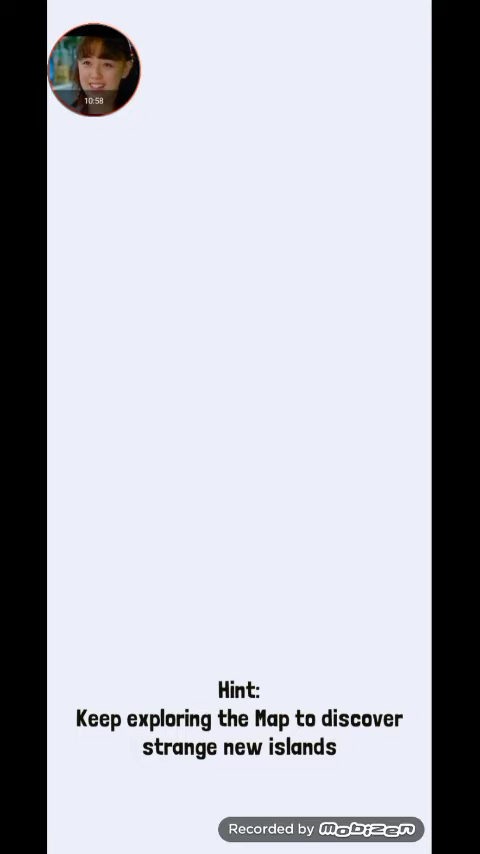 10:58
Hint:
Keep exploring the Map to discover
strange new islands
Recorded by Mobizen